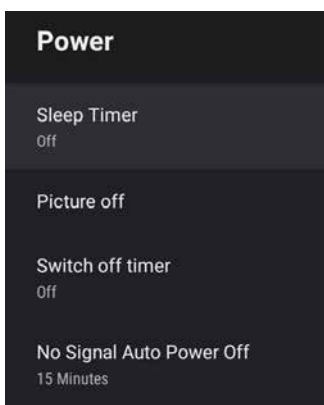 Power
Sleep Timer
Off
Picture off
Switch off timer
Off
No Signal Auto Power Off
15 Minutes